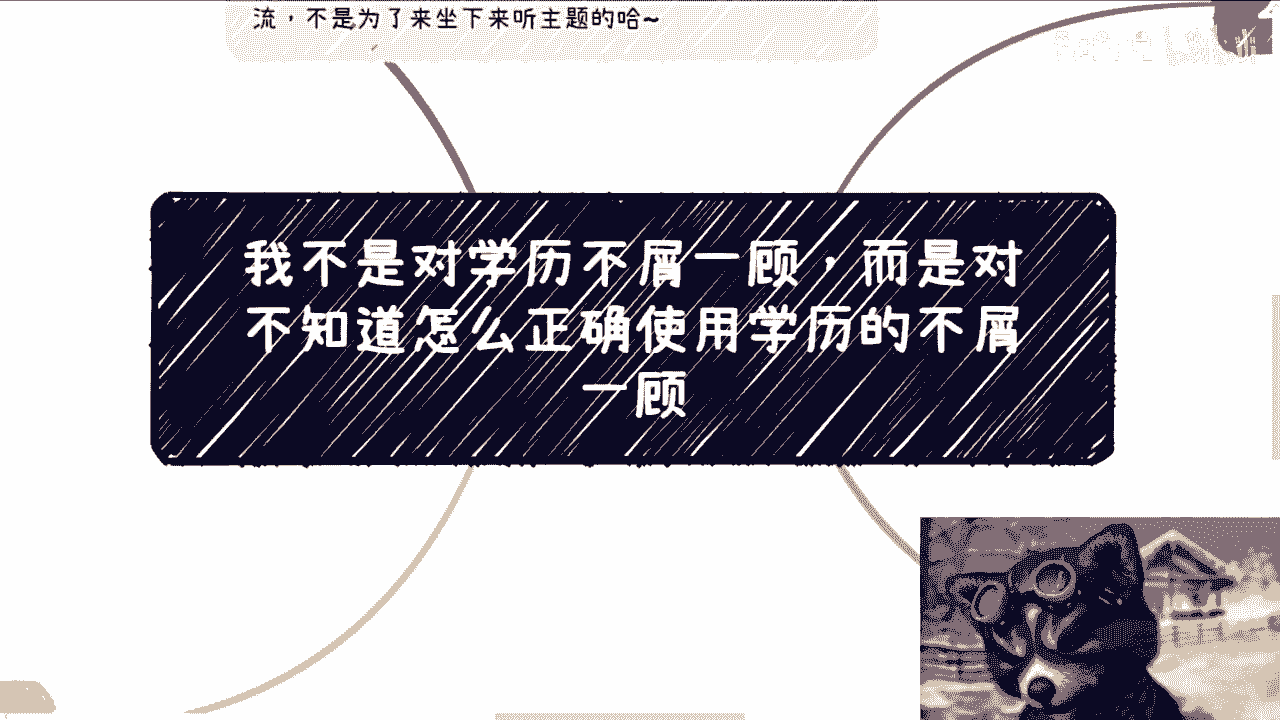 流，不是为了来坐下来听主题的哈~
我不是对学历不屑一顾，而是对
不知道怎么正确使用学历的不屑
一顾